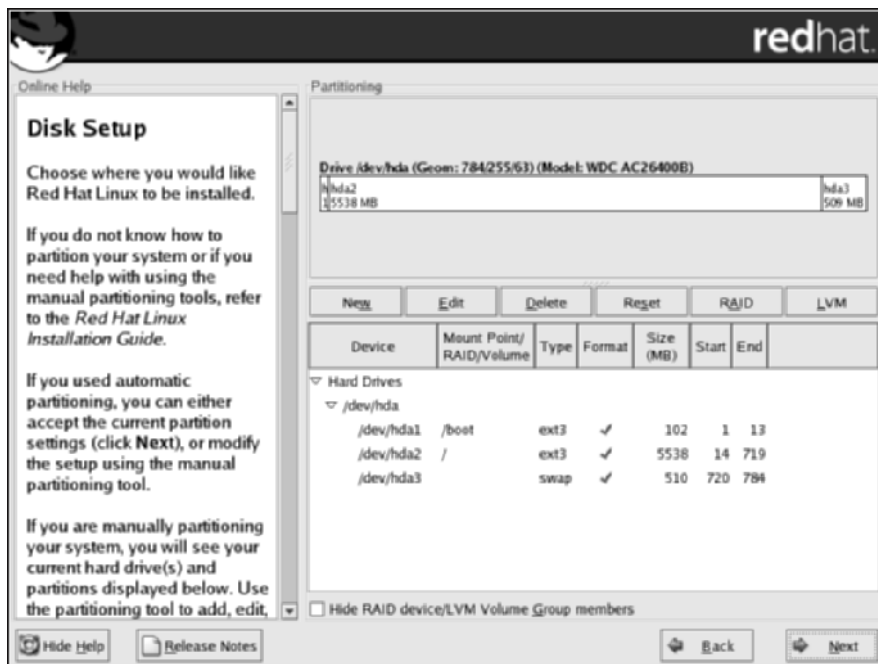 redhat.
Online Help
Disk Setup
Choose where you would like
Red Hat Linux to be installed.
If you do not know how to
partition your system or if you
need help with using the
manual partitioning tools, refer
to the Red Hat Linux
Installation Guide.
If you used automatic
partitioning, you can either
accept the current partition
settings (click Next), or modify
the setup using the manual
partitioning tool.
If you are manually partitioning
your system, you will see your
current hard drive(s) and
partitions displayed below. Use
the partitioning tool to add, edit,
Partitioning
Drive /dev/hda (Geom: 784/255/63) (Model: WDC AC26400B)
h hda2 hda3
1 5538 MB 509 MB
New Edit Delete Reset RAID LVM
Device Mount Point/ RAID/Volume Type Format Size (MB) Start End
Hard Drives
/dev/hda
/dev/hda1 /boot ext3 ✓ 102 1 13
/dev/hda2 / ext3 ✓ 5538 14 719
/dev/hda3 swap ✓ 510 720 784
Hide RAID device/LVM Volume Group members
Hide Help Release Notes Back Next